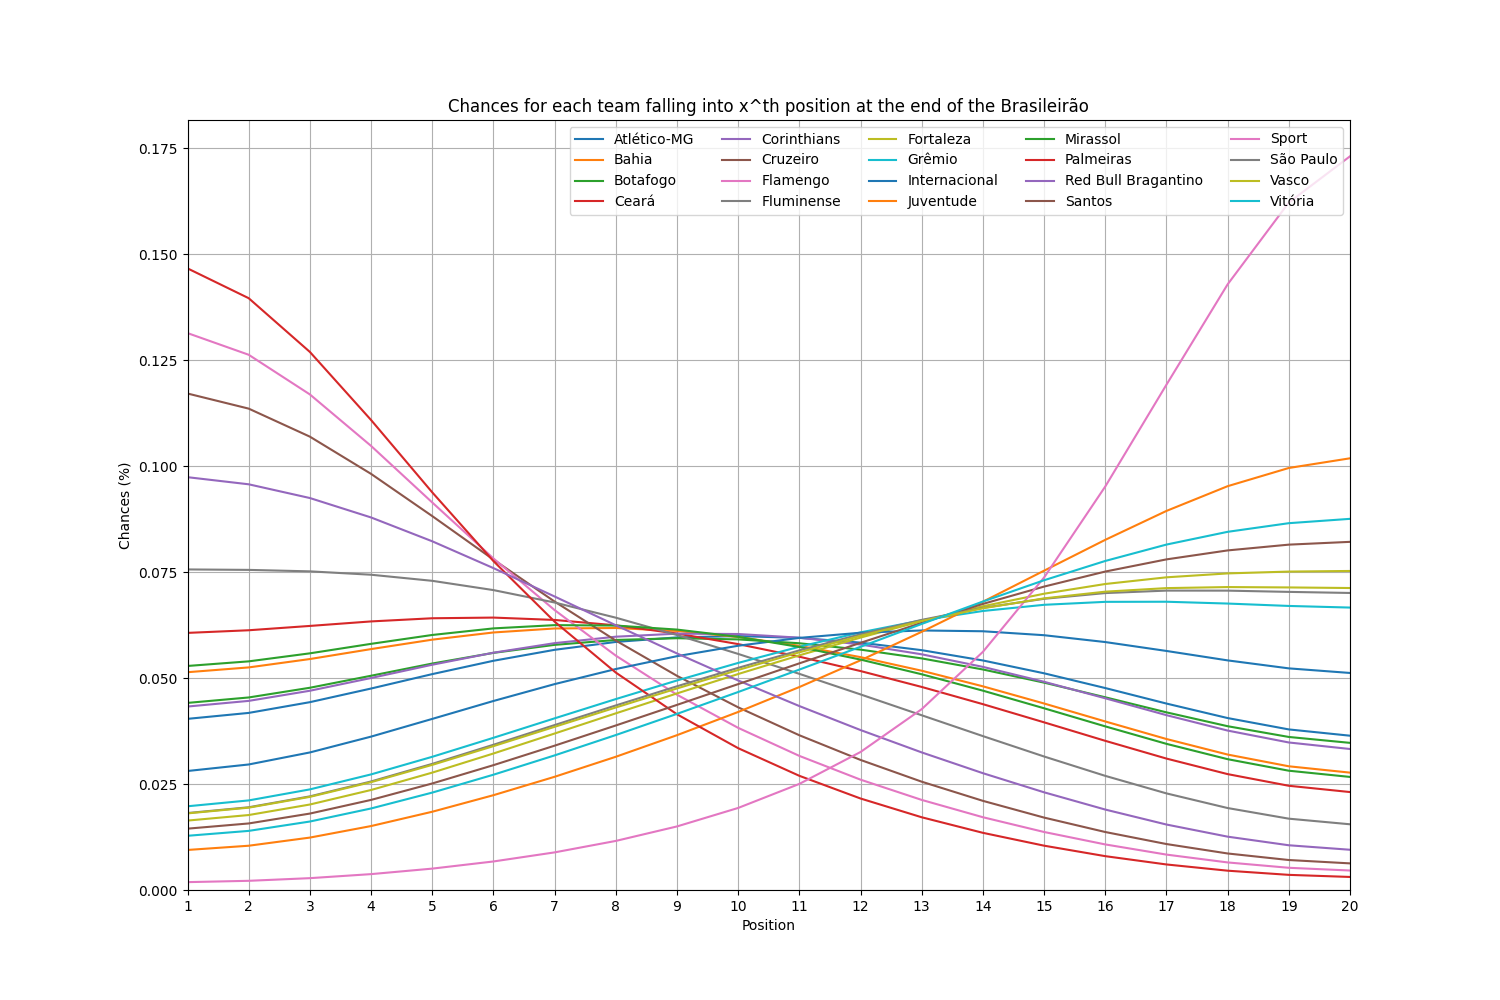 Chances for each team falling into x^th position at the end of the Brasileirão
Atlético-MG Corinthians Fortaleza Mirassol Sport
Bahia Cruzeiro Grêmio Palmeiras São Paulo
Botafogo Flamengo Internacional Red Bull Bragantino Vasco
Ceará Fluminense Juventude Santos Vitória
0.175
0.150
0.125
0.100
0.075
0.050
0.025
0.000
Chances (%)
1 2 3 4 5 6 7 8 9 10 11 12 13 14 15 16 17 18 19 20
Position